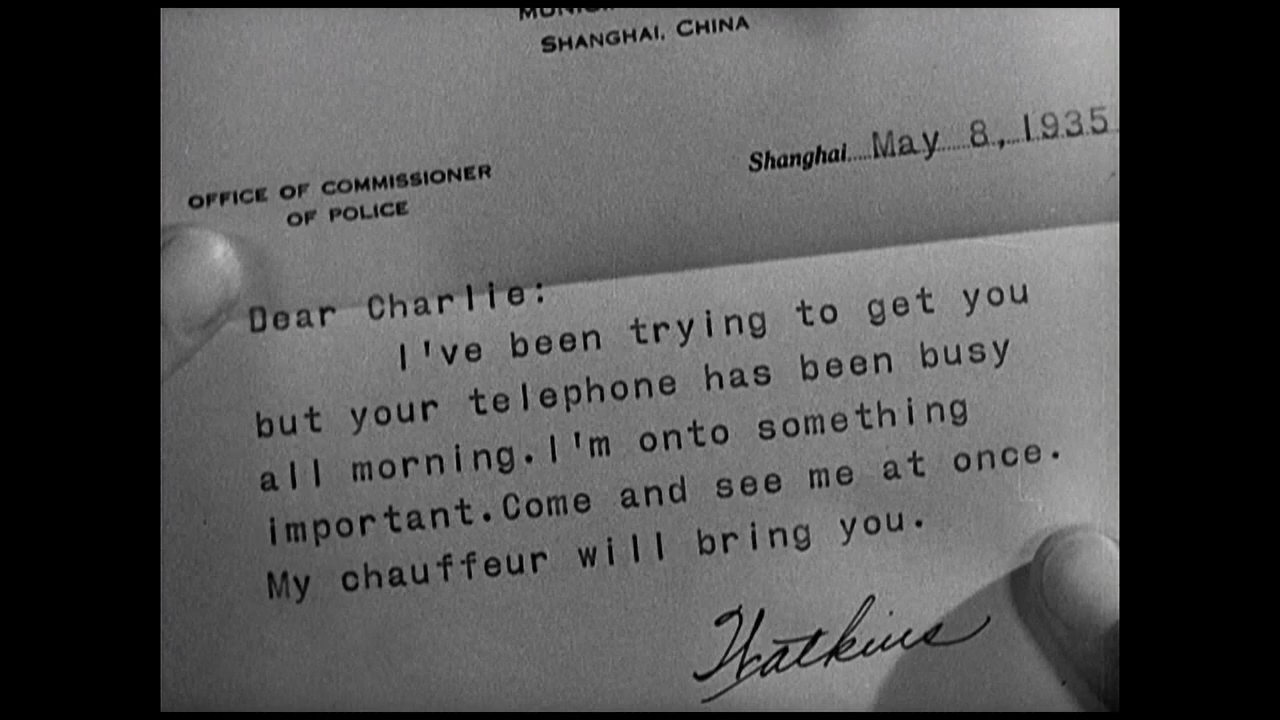 SHANGHAI, CHINA
Shanghai....May 8, 1935
OFFICE OF COMMISSIONER
OF POLICE
Dear Charlie:
I've been trying to get you
but your telephone has been busy
all morning.I'm onto something
important.Come and see me at once.
My chauffeur will bring you.
Watkins